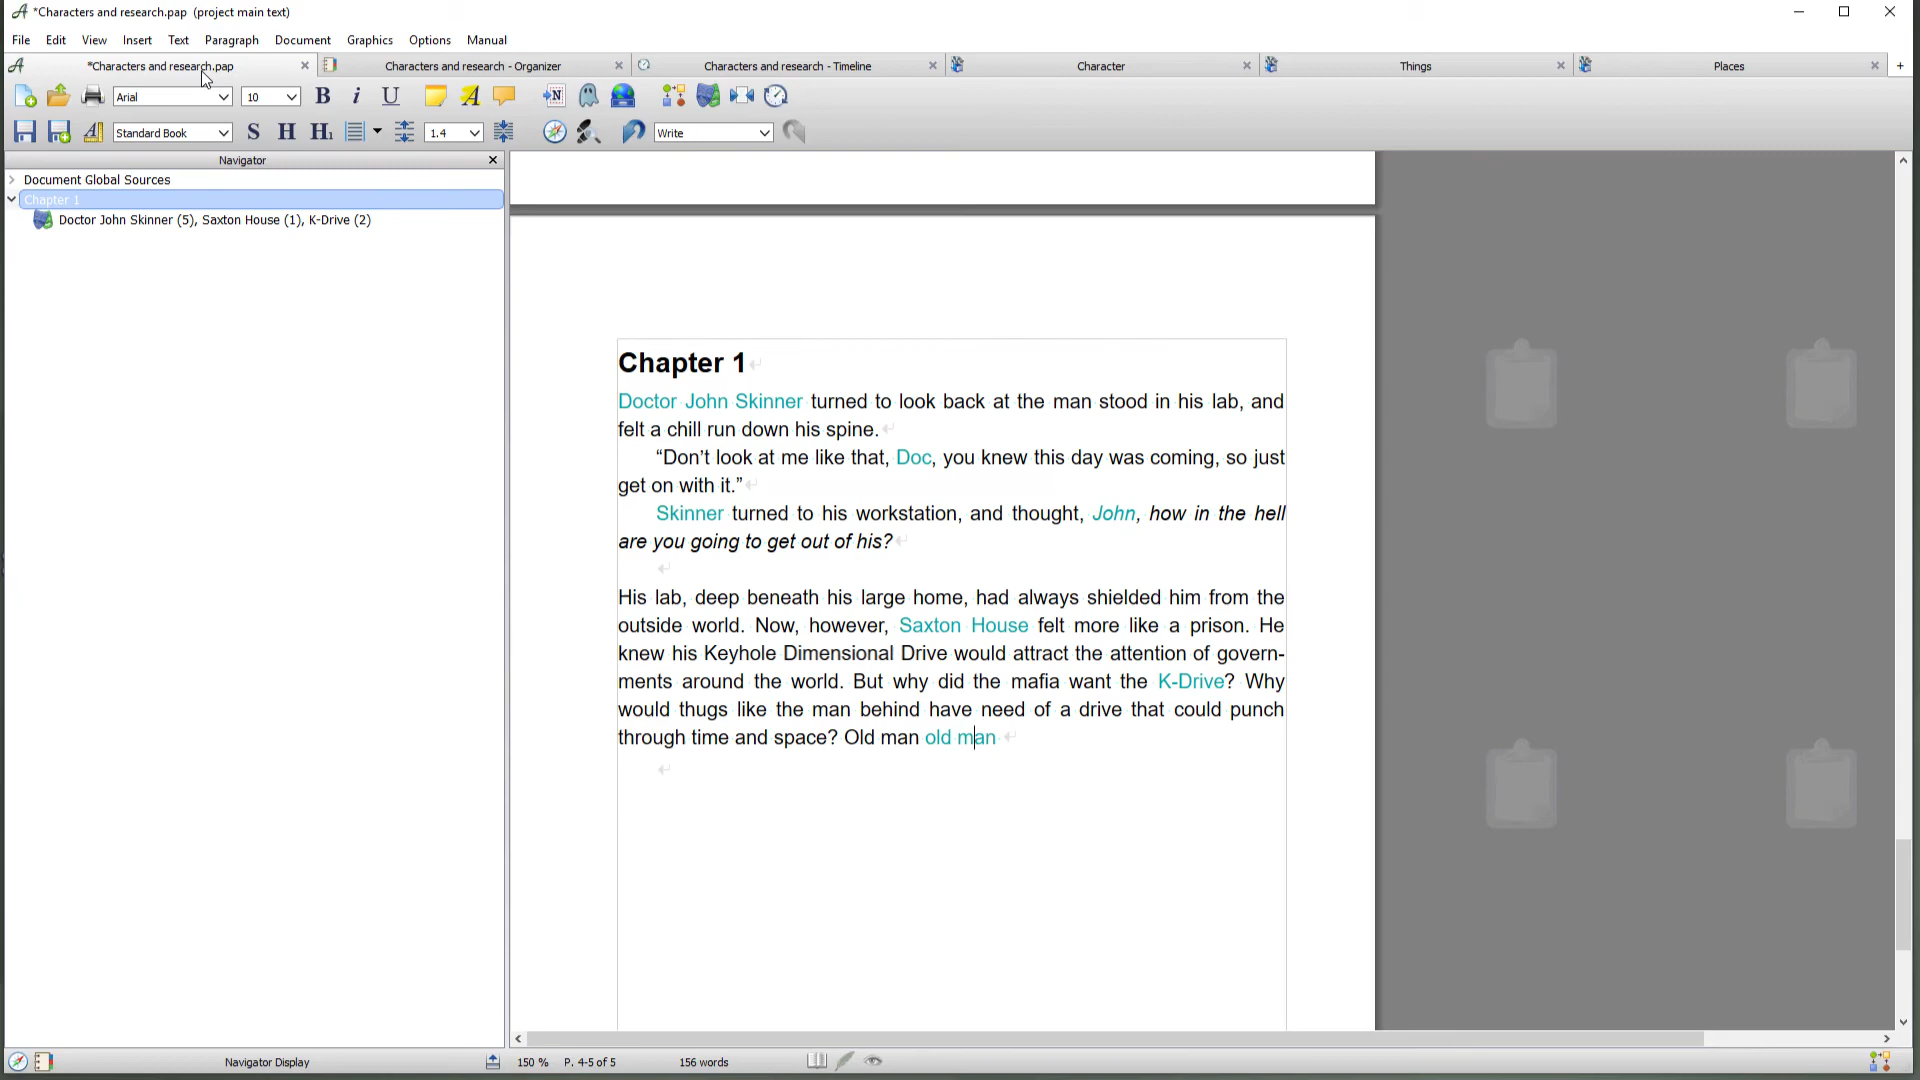 *Characters and research.pap (project main text)
File Edit View Insert Text Paragraph Document Graphics Options Manual
*Characters and research.pap Characters and research - Organizer Characters and research - Timeline Character Things Places
Arial 10 B i U A N
Standard Book S H H1 1.4 Write
Navigator
Document Global Sources
Chapter 1
Doctor John Skinner (5), Saxton House (1), K-Drive (2)
Chapter 1
Doctor John Skinner turned to look back at the man stood in his lab, and
felt a chill run down his spine.
“Don’t look at me like that, Doc, you knew this day was coming, so just
get on with it.”
Skinner turned to his workstation, and thought, John, how in the hell
are you going to get out of his?
His lab, deep beneath his large home, had always shielded him from the
outside world. Now, however, Saxton House felt more like a prison. He
knew his Keyhole Dimensional Drive would attract the attention of govern-
ments around the world. But why did the mafia want the K-Drive? Why
would thugs like the man behind have need of a drive that could punch
through time and space? Old man old man
Navigator Display 150 % P. 4-5 of 5 156 words